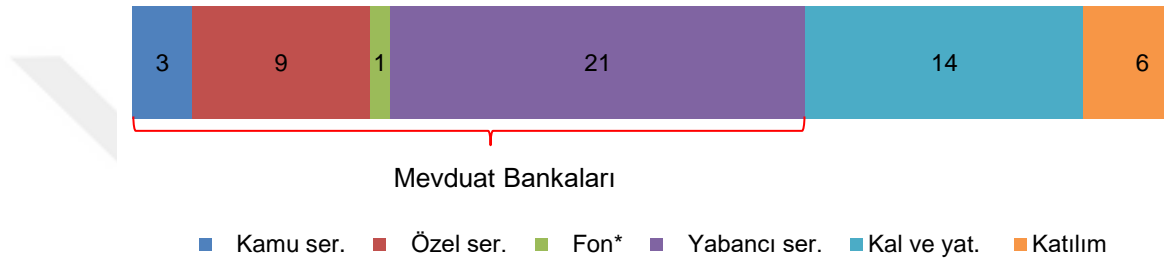 3 9 1 21 14 6
Mevduat Bankaları
Kamu ser. Özel ser. Fon* Yabancı ser. Kal ve yat. Katılım